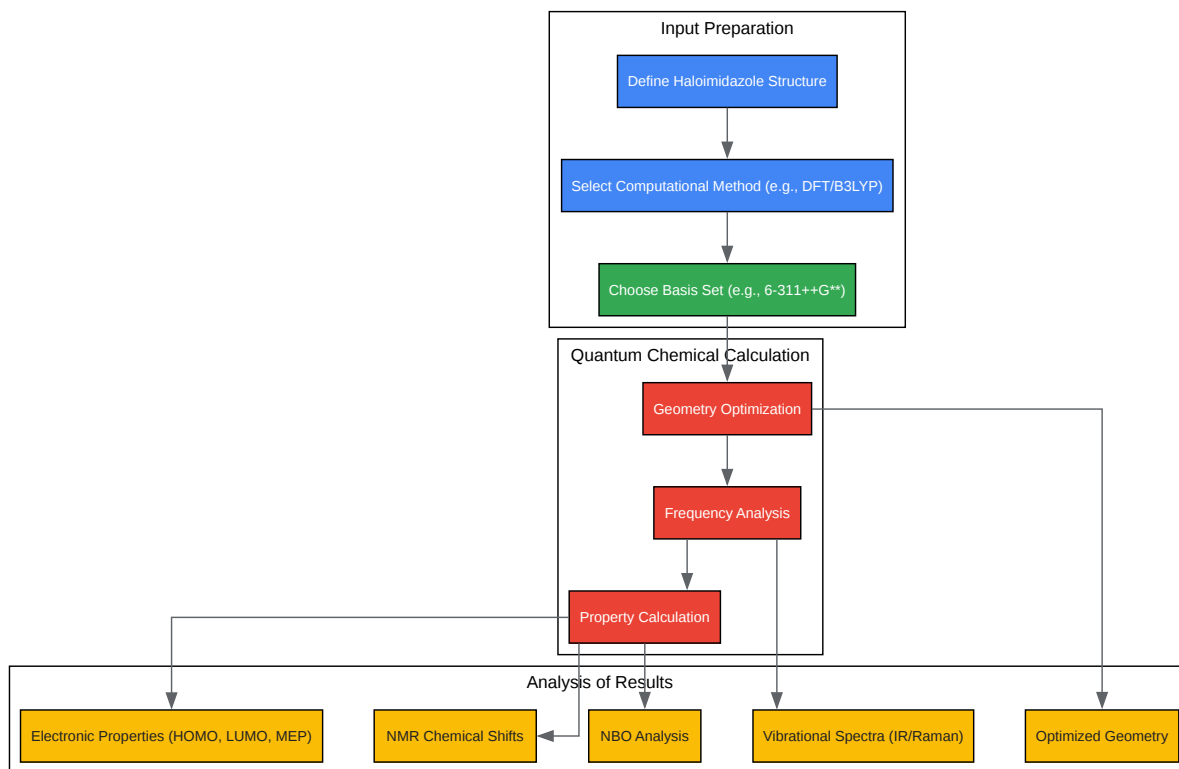 Input Preparation
Define Haloimidazole Structure
Select Computational Method (e.g., DFT/B3LYP)
Choose Basis Set (e.g., 6-311++G**)
Quantum Chemical Calculation
Geometry Optimization
Frequency Analysis
Property Calculation
Analysis of Results
Electronic Properties (HOMO, LUMO, MEP)
NMR Chemical Shifts
NBO Analysis
Vibrational Spectra (IR/Raman)
Optimized Geometry